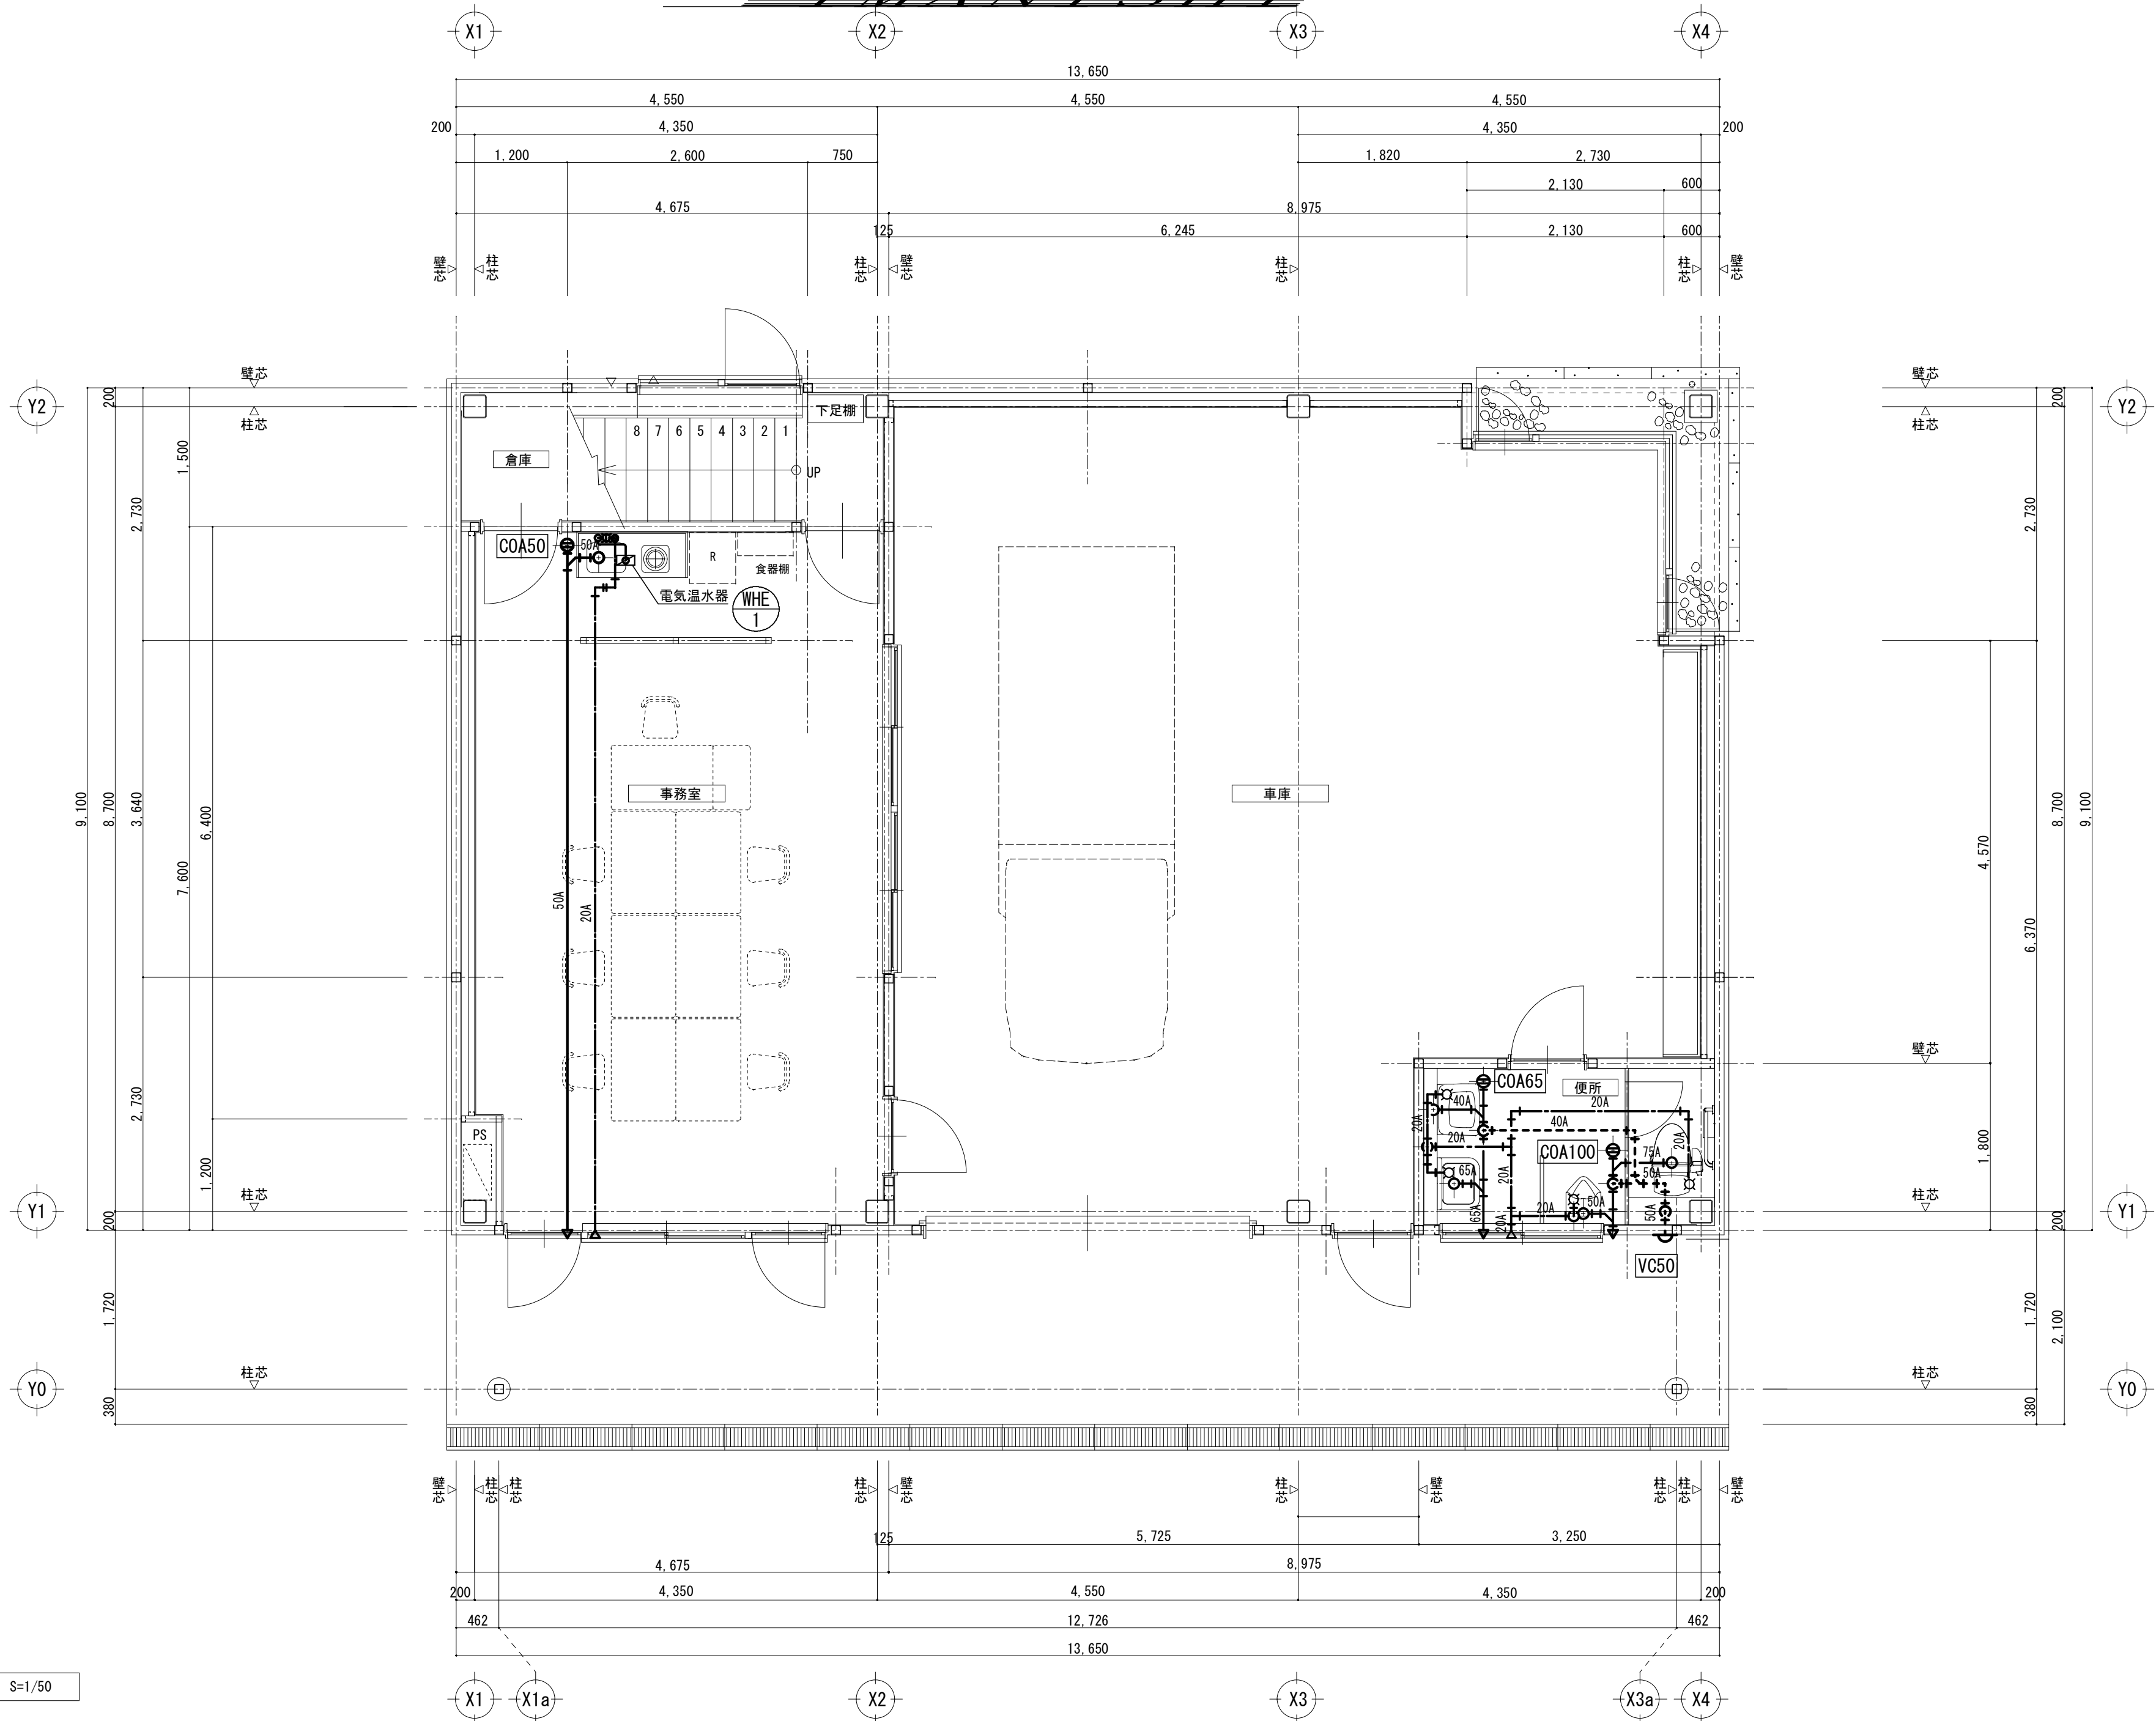 X1
X2
X3
X4
13,650
4,550
4,550
4,550
200
4,350
4,350
200
1,200
2,600
750
1,820
2,730
2,130
600
4,675
8,975
125
6,245
2,130
600
壁芯
柱芯
柱芯
壁芯
柱芯
柱芯
壁芯
Y2
壁芯
柱芯
200
下足棚
壁芯
柱芯
200
Y2
8
7
6
5
4
3
2
1
倉庫
UP
1,500
2,730
2,730
COA50
50A
R
食器棚
電気温水器
WHE
1
事務室
車庫
9,100
8,700
3,640
6,400
7,600
50A
20A
8,700
9,100
4,570
6,370
壁芯
COA65
便所
40A
20A
20A
40A
20A
COA100
20A
75A
50A
65A
20A
50A
20A
65A
20A
50A
VC50
2,730
1,200
PS
1,800
柱芯
柱芯
Y1
200
200
Y1
1,720
1,720
2,100
柱芯
柱芯
Y0
380
380
Y0
壁芯
柱芯
柱芯
柱芯
壁芯
柱芯
壁芯
柱芯
柱芯
壁芯
125
5,725
3,250
4,675
8,975
200
4,350
4,550
4,350
200
462
12,726
462
13,650
S=1/50
X1
X1a
X2
X3
X3a
X4